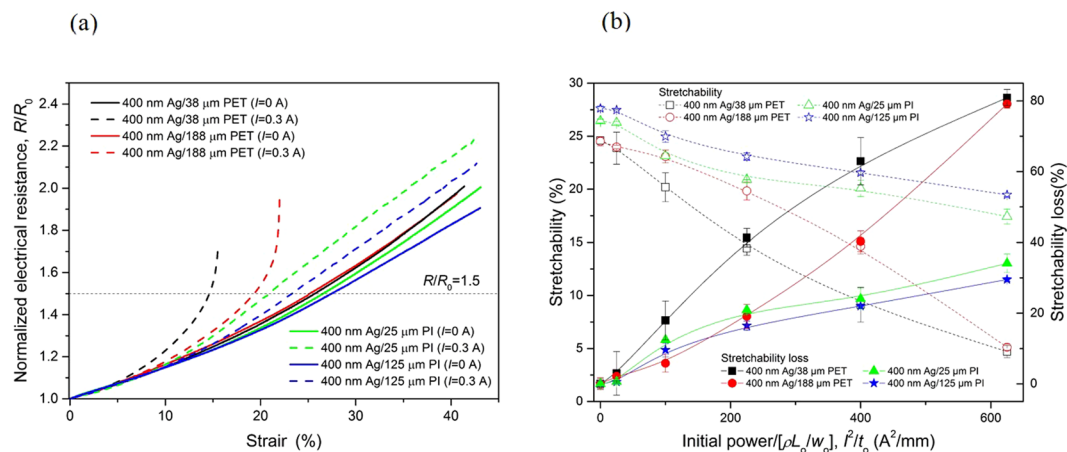 (a)
(b)
Normalized electrical resistance, R/R₀
2.4
2.2
2.0
1.8
1.6
1.4
1.2
1.0
400 nm Ag/38 μm PET (I=0 A)
400 nm Ag/38 μm PET (I=0.3 A)
400 nm Ag/188 μm PET (I=0 A)
400 nm Ag/188 μm PET (I=0.3 A)
R/R₀=1.5
400 nm Ag/25 μm PI (I=0 A)
400 nm Ag/25 μm PI (I=0.3 A)
400 nm Ag/125 μm PI (I=0 A)
400 nm Ag/125 μm PI (I=0.3 A)
0 10 20 30 40
Strair (%)
Stretchability (%)
30
25
20
15
10
5
0
Stretchability
400 nm Ag/38 μm PET 400 nm Ag/25 μm PI
400 nm Ag/188 μm PET 400 nm Ag/125 μm PI
Stretchability loss
400 nm Ag/38 μm PET 400 nm Ag/25 μm PI
400 nm Ag/188 μm PET 400 nm Ag/125 μm PI
80
60
40
20
0
Stretchability loss(%)
0 200 400 600
Initial power/[ρLₒ/wₒ], I²/tₒ (A²/mm)